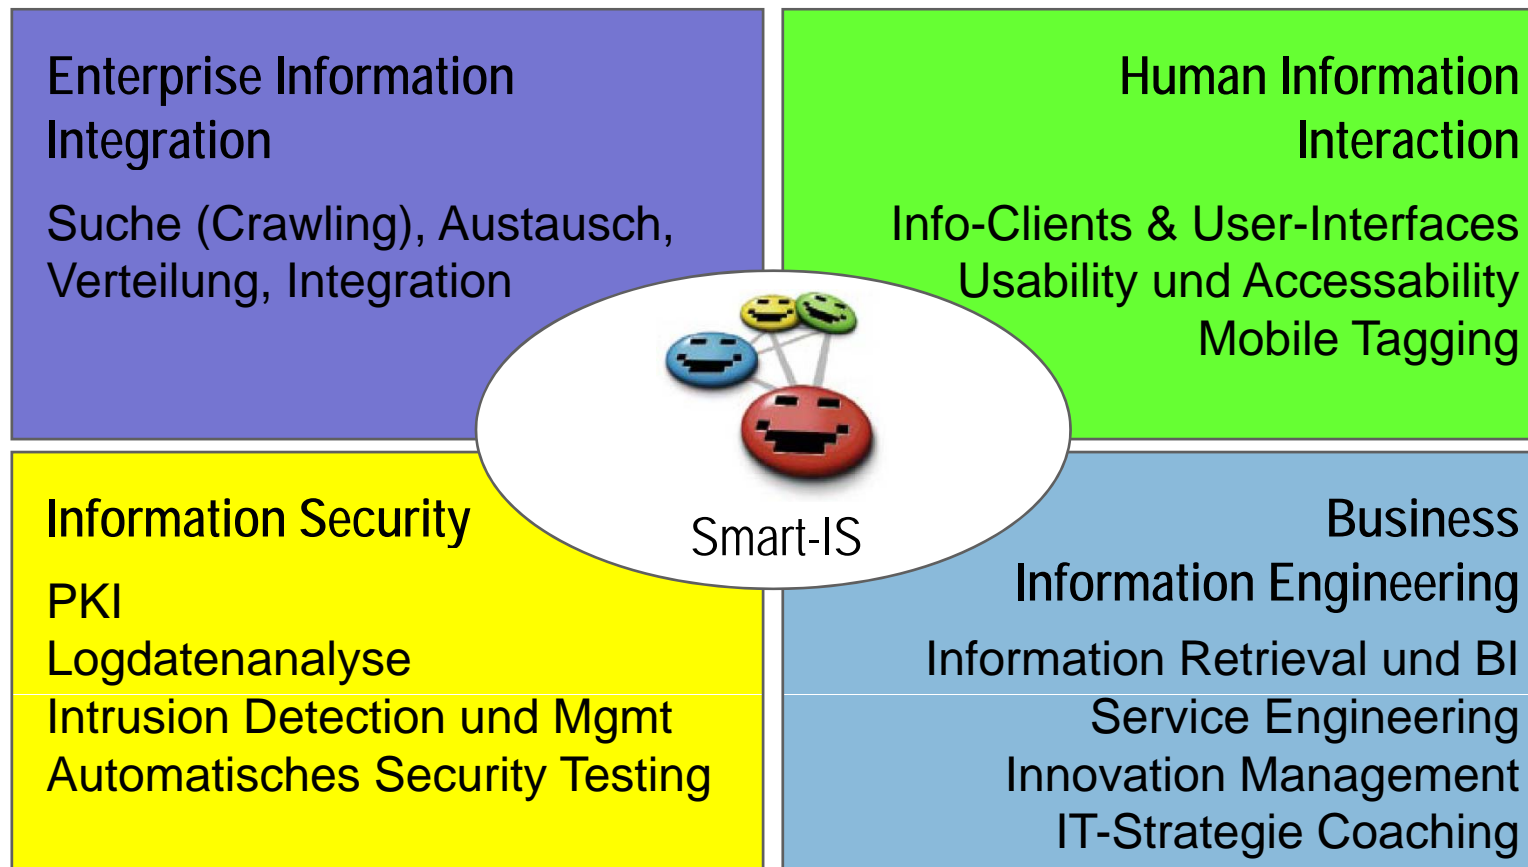 Enterprise Information
Integration
Suche (Crawling), Austausch,
Verteilung, Integration
Human Information
Interaction
Info-Clients & User-Interfaces
Usability und Accessability
Mobile Tagging
Smart-IS
Information Security
PKI
Logdatenanalyse
Intrusion Detection und Mgmt
Automatisches Security Testing
Business
Information Engineering
Information Retrieval und BI
Service Engineering
Innovation Management
IT-Strategie Coaching